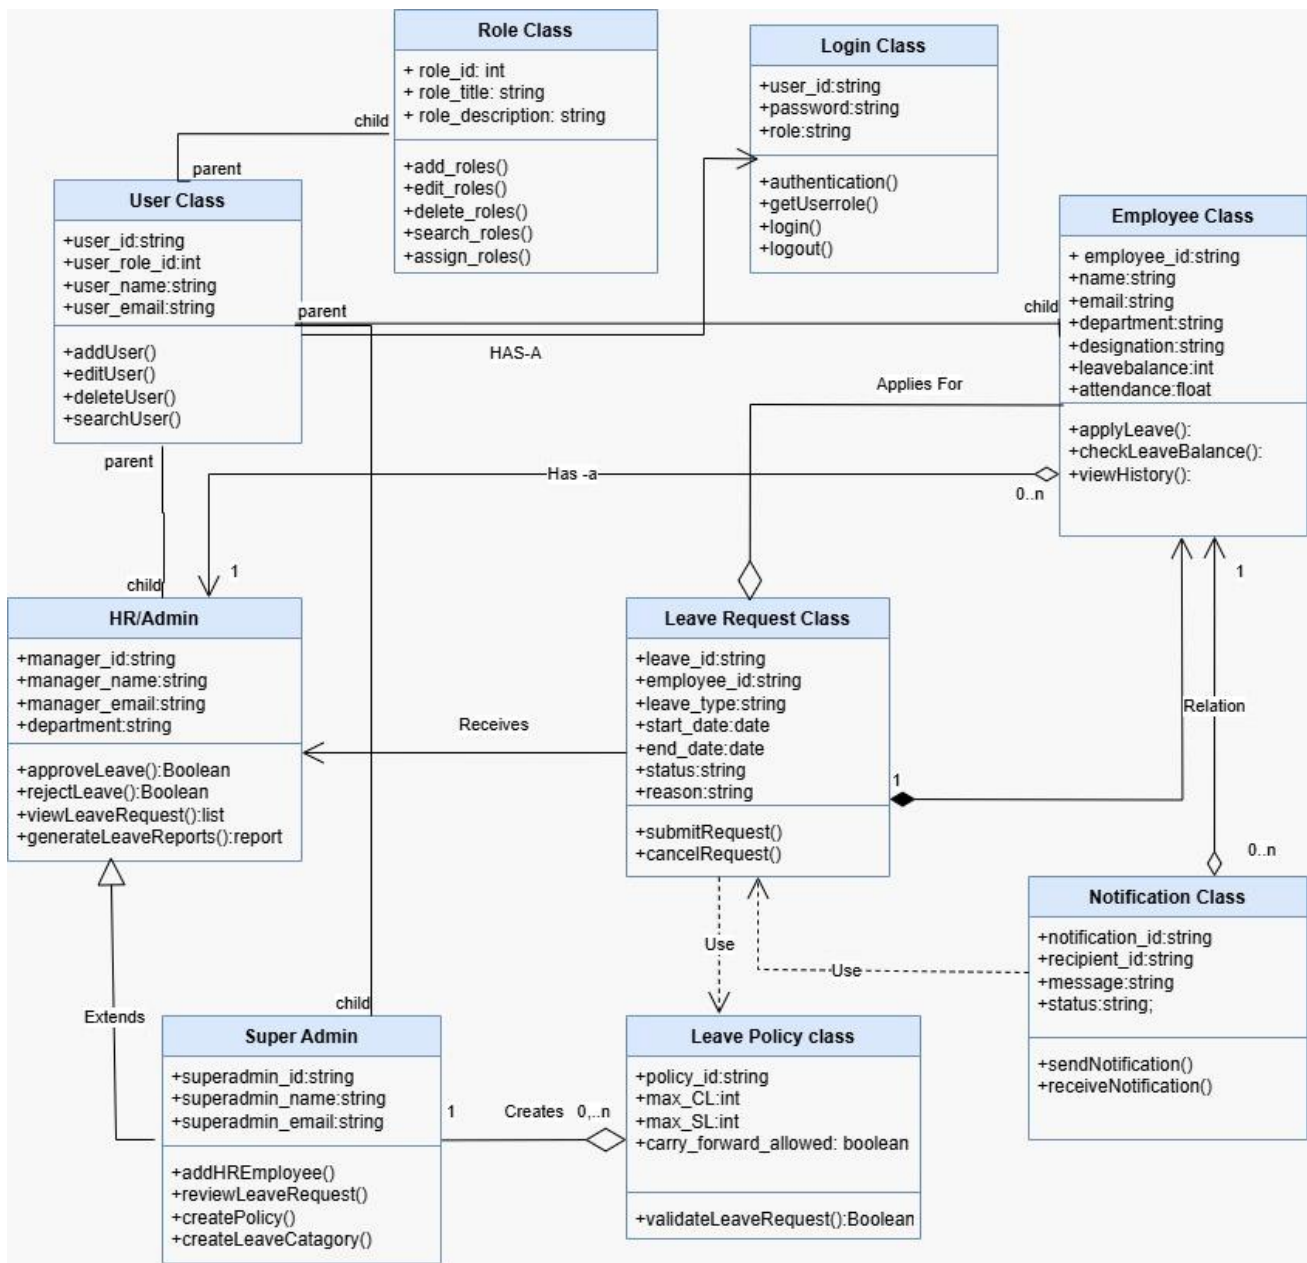 Role Class
+ role_id: int
+ role_title: string
+ role_description: string
+add_roles()
+edit_roles()
+delete_roles()
+search_roles()
+assign_roles()
Login Class
+user_id:string
+password:string
+role:string
+authentication()
+getUserrole()
+login()
+logout()
child
parent
User Class
+user_id:string
+user_role_id:int
+user_name:string
+user_email:string
+addUser()
+editUser()
+deleteUser()
+searchUser()
parent
child
HAS-A
Employee Class
+ employee_id:string
+name:string
+email:string
+department:string
+designation:string
+leavebalance:int
+attendance:float
+applyLeave():
+checkLeaveBalance():
+viewHistory():
Applies For
parent
Has -a
0..n
1
child
1
HR/Admin
+manager_id:string
+manager_name:string
+manager_email:string
+department:string
+approveLeave():Boolean
+rejectLeave():Boolean
+viewLeaveRequest():list
+generateLeaveReports():report
Receives
Leave Request Class
+leave_id:string
+employee_id:string
+leave_type:string
+start_date:date
+end_date:date
+status:string
+reason:string
+submitRequest()
+cancelRequest()
1
Relation
0..n
Notification Class
+notification_id:string
+recipient_id:string
+message:string
+status:string;
+sendNotification()
+receiveNotification()
Use
Use
Extends
child
Super Admin
+superadmin_id:string
+superadmin_name:string
+superadmin_email:string
+addHREmployee()
+reviewLeaveRequest()
+createPolicy()
+createLeaveCatagory()
1
Creates
0,..n
Leave Policy class
+policy_id:string
+max_CL:int
+max_SL:int
+carry_forward_allowed: boolean
+validateLeaveRequest():Boolean